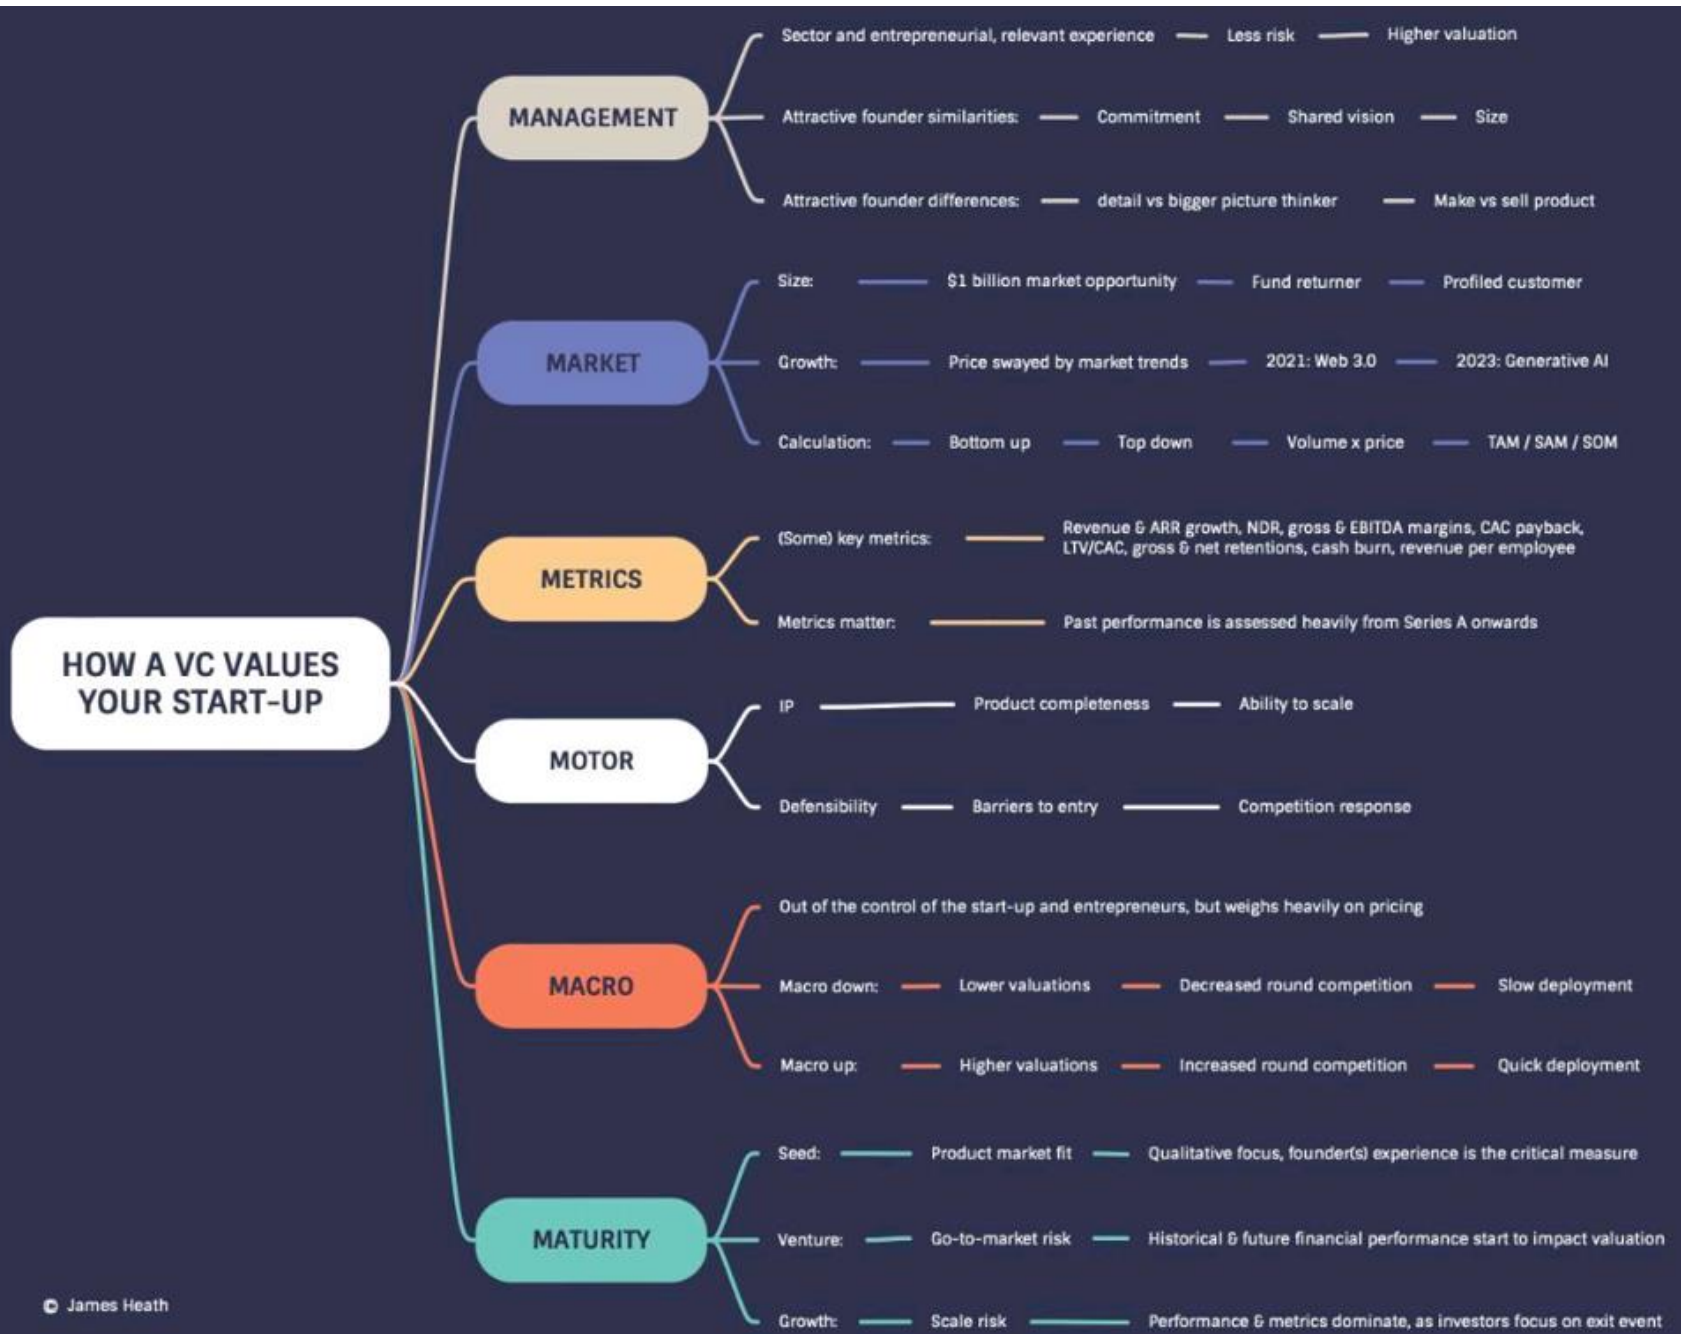 Sector and entrepreneurial, relevant experience Less risk Higher valuation
MANAGEMENT
Attractive founder similarities: Commitment Shared vision Size
Attractive founder differences: detail vs bigger picture thinker Make vs sell product
Size: $1 billion market opportunity Fund returner Profiled customer
MARKET
Growth: Price swayed by market trends 2021: Web 3.0 2023: Generative AI
Calculation: Bottom up Top down Volume x price TAM / SAM / SOM
(Some) key metrics: Revenue & ARR growth, NDR, gross & EBITDA margins, CAC payback,
LTV/CAC, gross & net retentions, cash burn, revenue per employee
METRICS
Metrics matter: Past performance is assessed heavily from Series A onwards
HOW A VC VALUES
YOUR START-UP
IP Product completeness Ability to scale
MOTOR
Defensibility Barriers to entry Competition response
Out of the control of the start-up and entrepreneurs, but weighs heavily on pricing
MACRO
Macro down: Lower valuations Decreased round competition Slow deployment
Macro up: Higher valuations Increased round competition Quick deployment
Seed: Product market fit Qualitative focus, founder(s) experience is the critical measure
MATURITY
Venture: Go-to-market risk Historical & future financial performance start to impact valuation
Growth: Scale risk Performance & metrics dominate, as investors focus on exit event
© James Heath